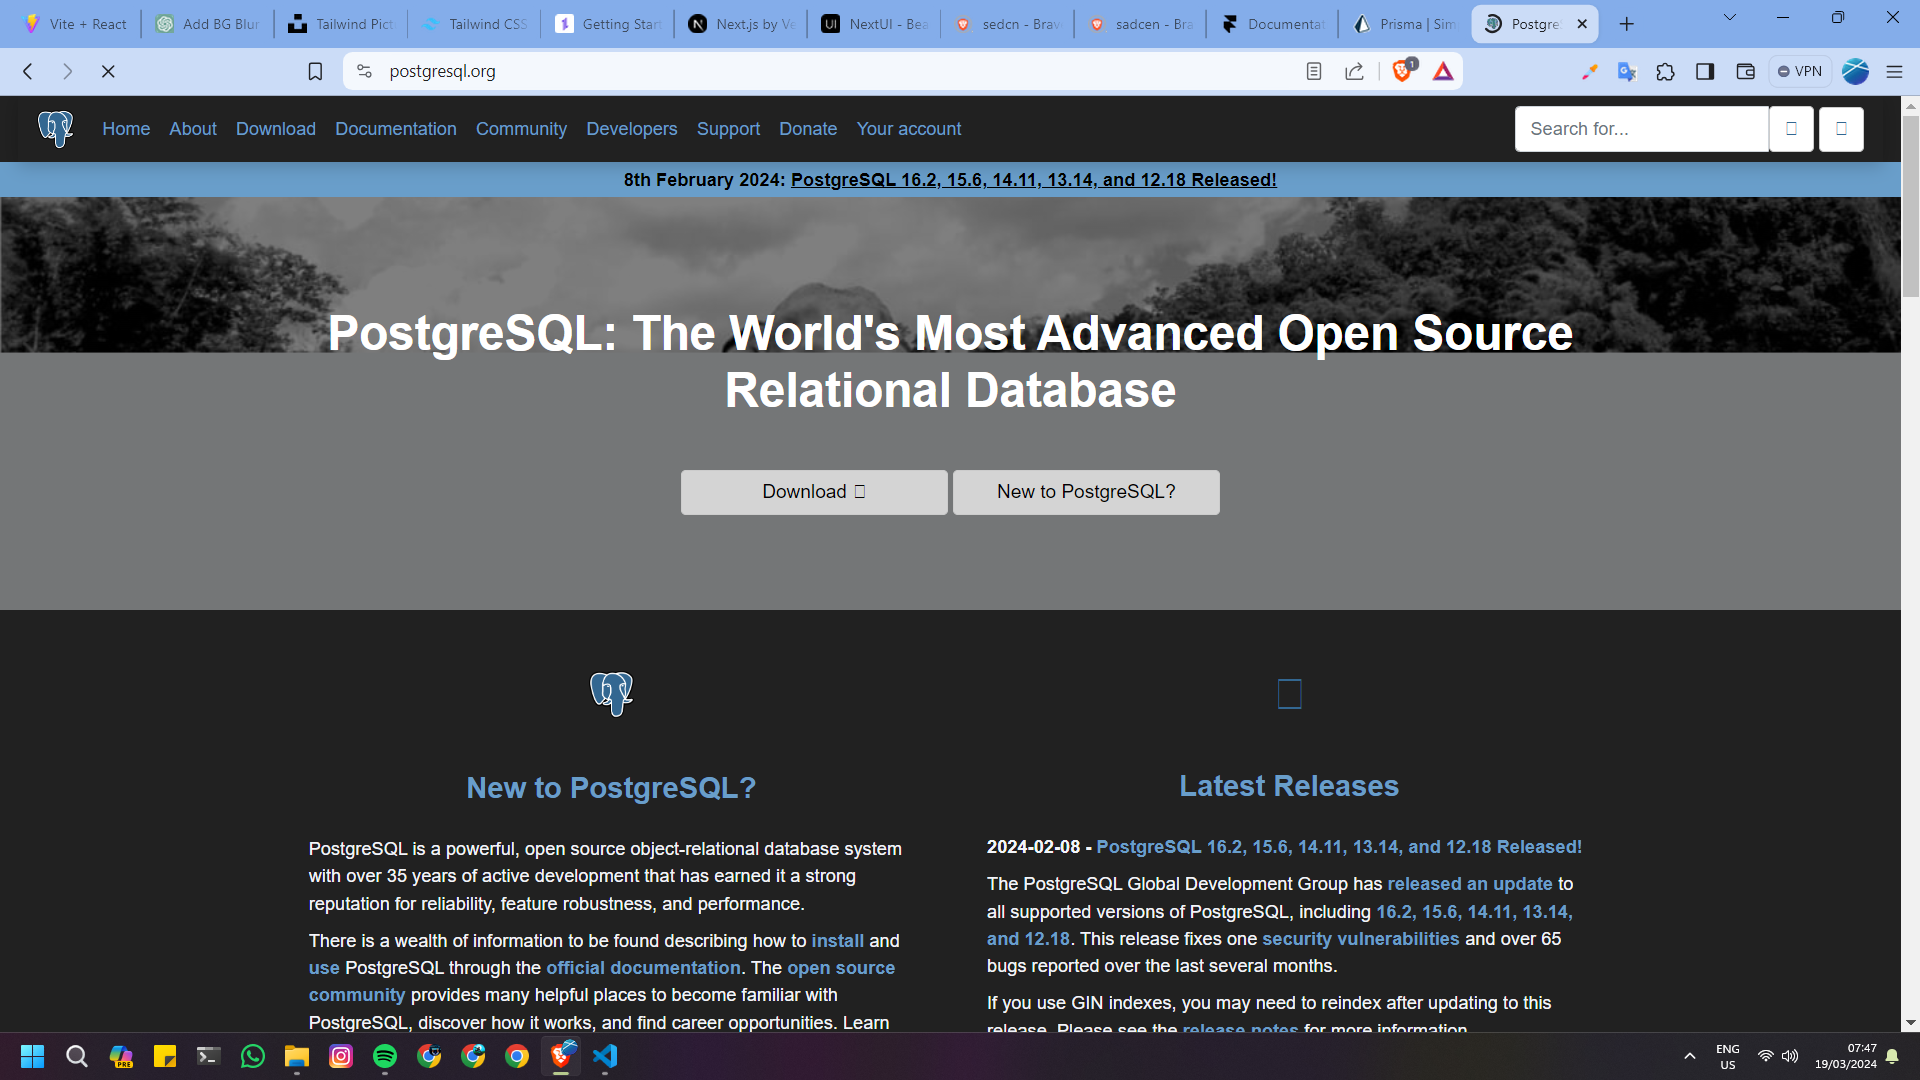 Vite + React
Add BG Blur
Tailwind Pict
Tailwind CSS
Getting Start
Next.js by Ve
NextUI - Bea
sedcn - Brave
sadcen - Bra
Documentat
Prisma | Sim
Postgre
postgresql.org
1
VPN
Home About Download Documentation Community Developers Support Donate Your account
Search for...
8th February 2024: PostgreSQL 16.2, 15.6, 14.11, 13.14, and 12.18 Released!
PostgreSQL: The World's Most Advanced Open Source
Relational Database
Download
New to PostgreSQL?
New to PostgreSQL?
PostgreSQL is a powerful, open source object-relational database system
with over 35 years of active development that has earned it a strong
reputation for reliability, feature robustness, and performance.
There is a wealth of information to be found describing how to install and
use PostgreSQL through the official documentation. The open source
community provides many helpful places to become familiar with
PostgreSQL, discover how it works, and find career opportunities. Learn
Latest Releases
2024-02-08 - PostgreSQL 16.2, 15.6, 14.11, 13.14, and 12.18 Released!
The PostgreSQL Global Development Group has released an update to
all supported versions of PostgreSQL, including 16.2, 15.6, 14.11, 13.14,
and 12.18. This release fixes one security vulnerabilities and over 65
bugs reported over the last several months.
If you use GIN indexes, you may need to reindex after updating to this
release. Please see the release notes for more information.
PRE
ENG
US
07:47
19/03/2024